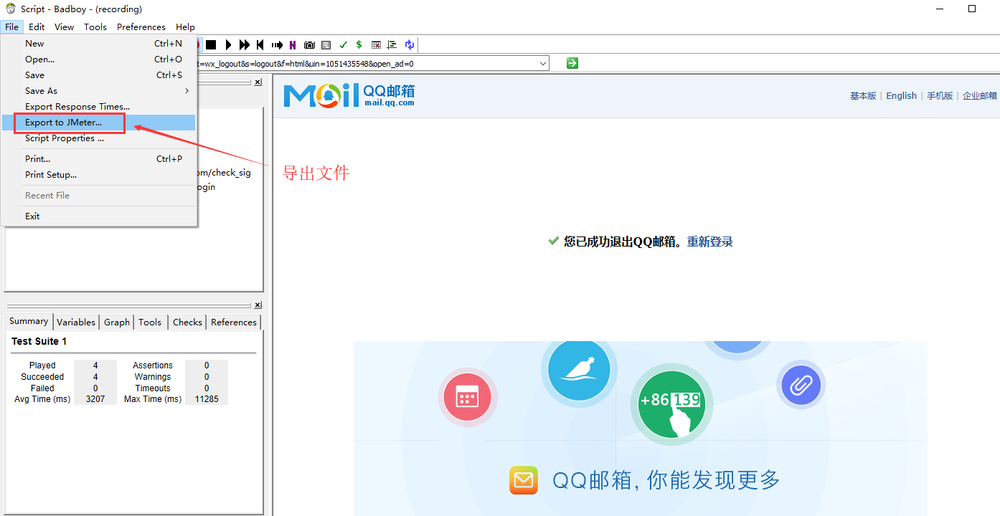 Script - Badboy - (recording)
File Edit View Tools Preferences Help
New Ctrl+N
Open... Ctrl+O
Save Ctrl+S
Save As
Export Response Times...
Export to JMeter...
Script Properties ...
Print... Ctrl+P
Print Setup...
Recent File
Exit
t=wx_logout&s=logout&f=html&uin=1051435548&open_ad=0
om/check_sig
ogin
Summary Variables Graph Tools Checks References
Test Suite 1
Played 4 Assertions 0
Succeeded 4 Warnings 0
Failed 0 Timeouts 0
Avg Time (ms) 3207 Max Time (ms) 11285
Mail QQ邮箱
mail.qq.com
基本版 | English | 手机版 | 企业邮箱
导出文件
您已成功退出QQ邮箱。重新登录
+86 139
QQ邮箱, 你能发现更多